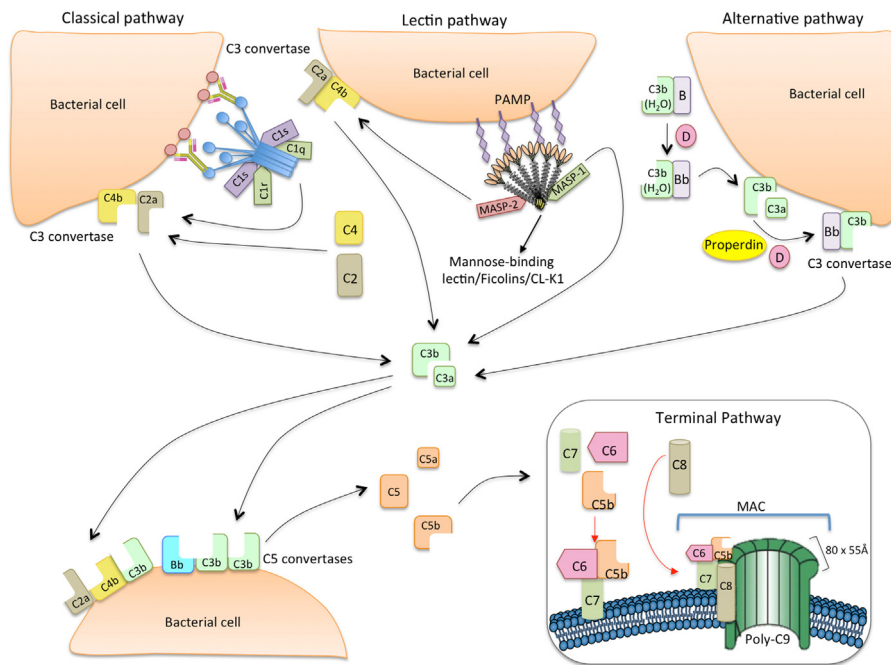 Classical pathway
Lectin pathway
Alternative pathway
C3 convertase
Bacterial cell
C2a
C4b
Bacterial cell
PAMP
Bacterial cell
C3b
(H₂O)
B
D
C3b
(H₂O)
Bb
C3b
C3a
Properdin
D
Bb
C3b
C3 convertase
C1s
C1q
C1s
C1r
MASP-2
MASP-1
C4b
C2a
C3 convertase
C4
C2
Mannose-binding
lectin/Ficolins/CL-K1
C3b
C3a
C5a
C5
C5b
C2a
C4b
C3b
Bb
C3b
C3b
C5 convertases
Bacterial cell
Terminal Pathway
C7
C6
C8
C5b
C6
C5b
C7
MAC
C6
C5b
C7
C8
80 x 55Å
Poly-C9